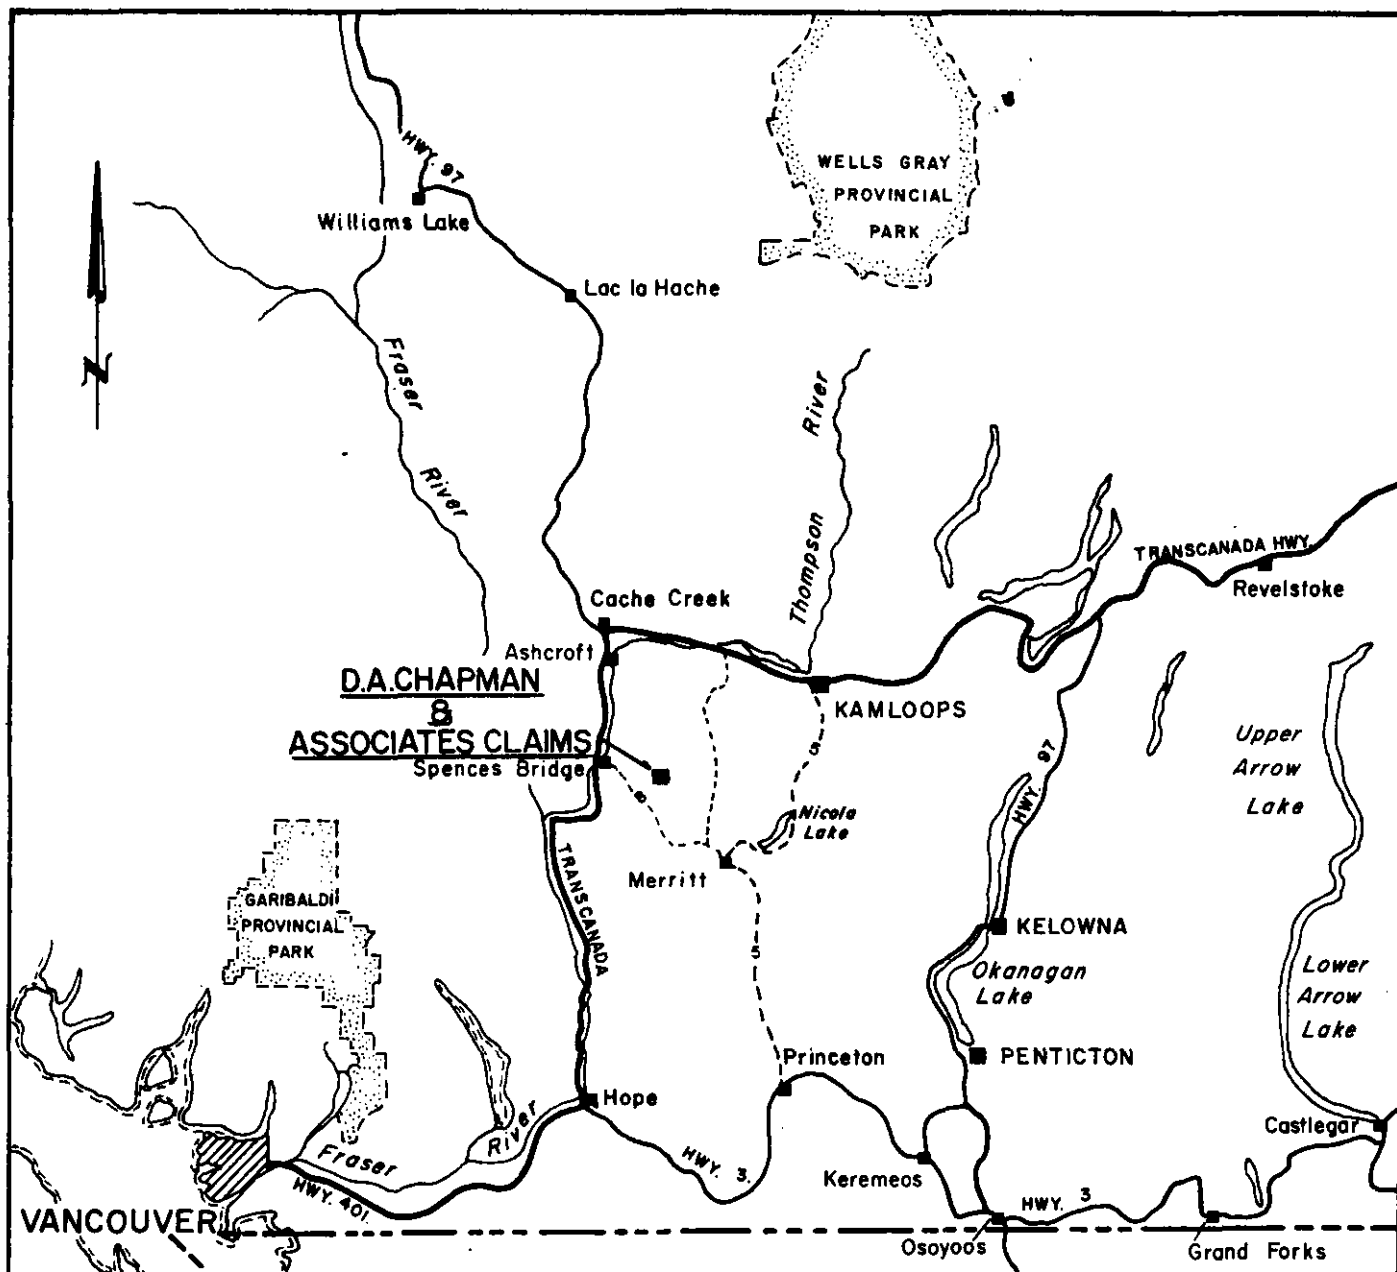 HWY. 97
WELLS GRAY
PROVINCIAL
PARK
Williams Lake
Lac la Hache
N
Fraser
River
River
Thompson
TRANSCANADA HWY.
Revelstoke
Cache Creek
Ashcroft
D.A.CHAPMAN
&
ASSOCIATES CLAIMS
Spences Bridge
KAMLOOPS
5
8
HWY. 97
Upper
Arrow
Lake
Nicola
Lake
Merritt
TRANSCANADA
GARIBALDI
PROVINCIAL
PARK
KELOWNA
Okanagan
Lake
5
Lower
Arrow
Lake
PENTICTON
Princeton
Hope
Castlegar
Fraser
River
HWY. 401.
HWY. 3.
Keremeos
HWY. 3
VANCOUVER
Osoyoos
Grand Forks